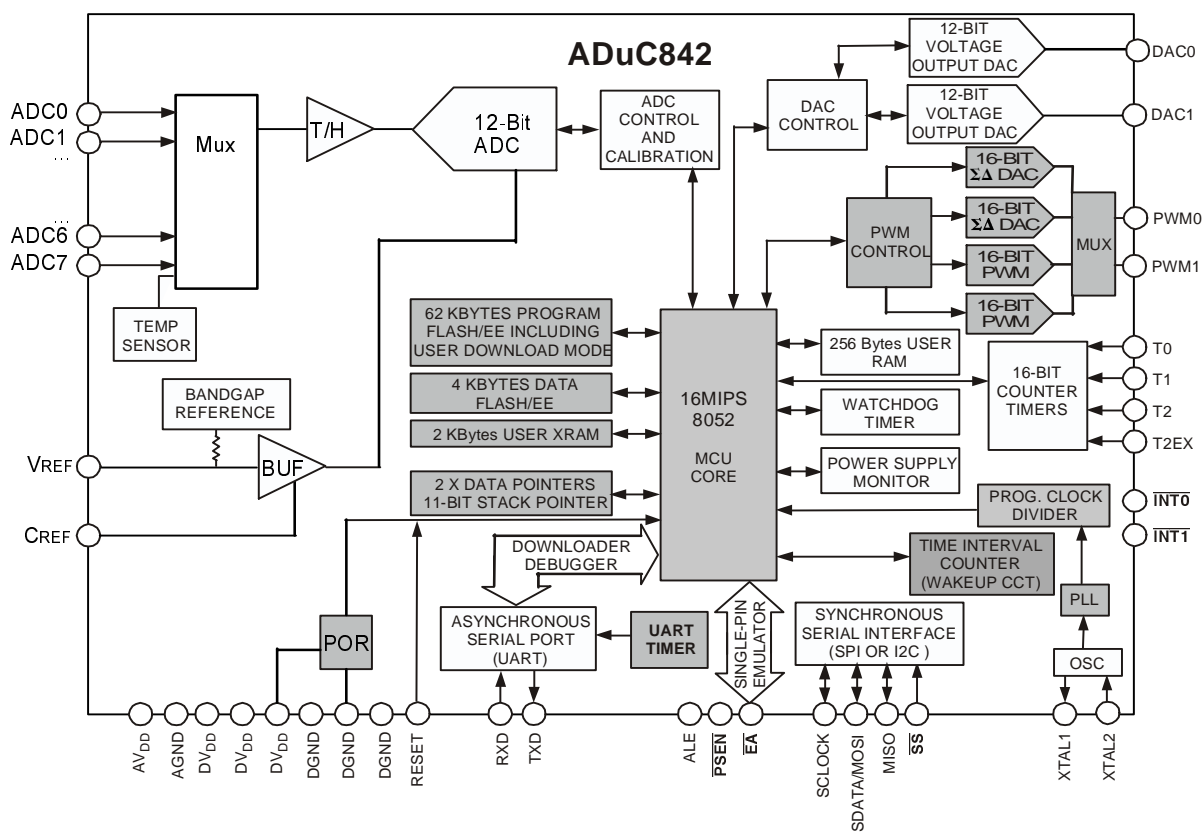 ADuC842
12-BIT
VOLTAGE
OUTPUT DAC
DAC0
ADC0
ADC1
...
Mux
T/H
12-Bit
ADC
ADC
CONTROL
AND
CALIBRATION
DAC
CONTROL
12-BIT
VOLTAGE
OUTPUT DAC
DAC1
...
ADC6
ADC7
TEMP
SENSOR
PWM
CONTROL
16-BIT
ΣΔ DAC
16-BIT
ΣΔ DAC
16-BIT
PWM
16-BIT
PWM
MUX
PWM0
PWM1
62 KBYTES PROGRAM
FLASH/EE INCLUDING
USER DOWNLOAD MODE
4 KBYTES DATA
FLASH/EE
2 KBytes USER XRAM
2 X DATA POINTERS
11-BIT STACK POINTER
16MIPS
8052
MCU
CORE
256 Bytes USER
RAM
WATCHDOG
TIMER
POWER SUPPLY
MONITOR
16-BIT
COUNTER
TIMERS
T0
T1
T2
T2EX
BANDGAP
REFERENCE
VREF
BUF
CREF
PROG. CLOCK
DIVIDER
INT0
INT1
TIME INTERVAL
COUNTER
(WAKEUP CCT)
DOWNLOADER
DEBUGGER
PLL
POR
ASYNCHRONOUS
SERIAL PORT
(UART)
UART
TIMER
SINGLE-PIN
EMULATOR
SYNCHRONOUS
SERIAL INTERFACE
(SPI OR I2C )
OSC
AVDD
AGND
DVDD
DVDD
DVDD
DGND
DGND
DGND
RESET
RXD
TXD
ALE
PSEN
EA
SCLOCK
SDATA/MOSI
MISO
SS
XTAL1
XTAL2